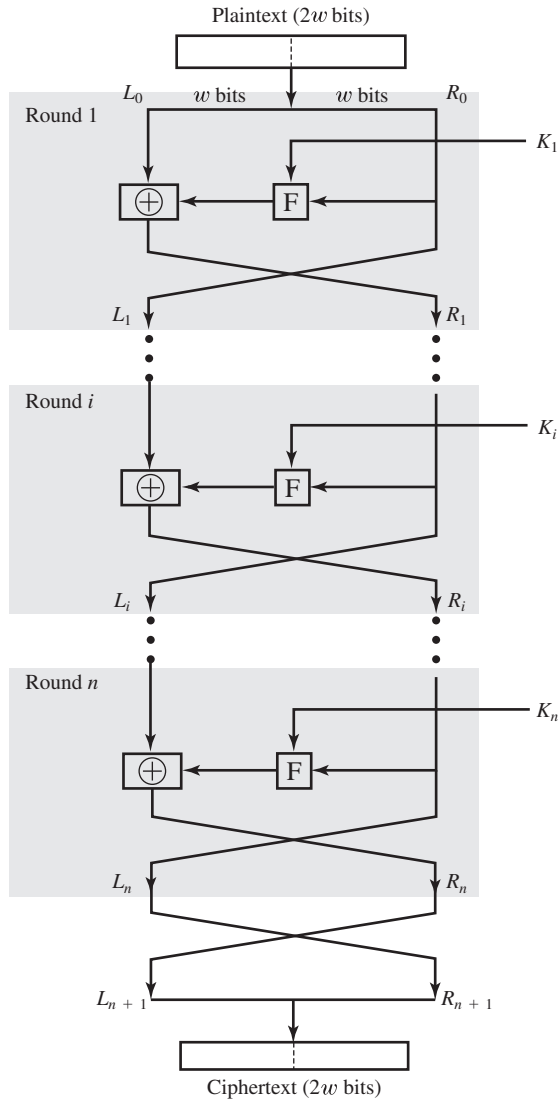 Plaintext (2w bits)
L₀ w bits w bits R₀
Round 1
K₁
⊕ F
L₁ R₁
Round i
Kᵢ
⊕ F
Lᵢ Rᵢ
Round n
Kₙ
⊕ F
Lₙ Rₙ
Lₙ ₊ ₁ Rₙ ₊ ₁
Ciphertext (2w bits)